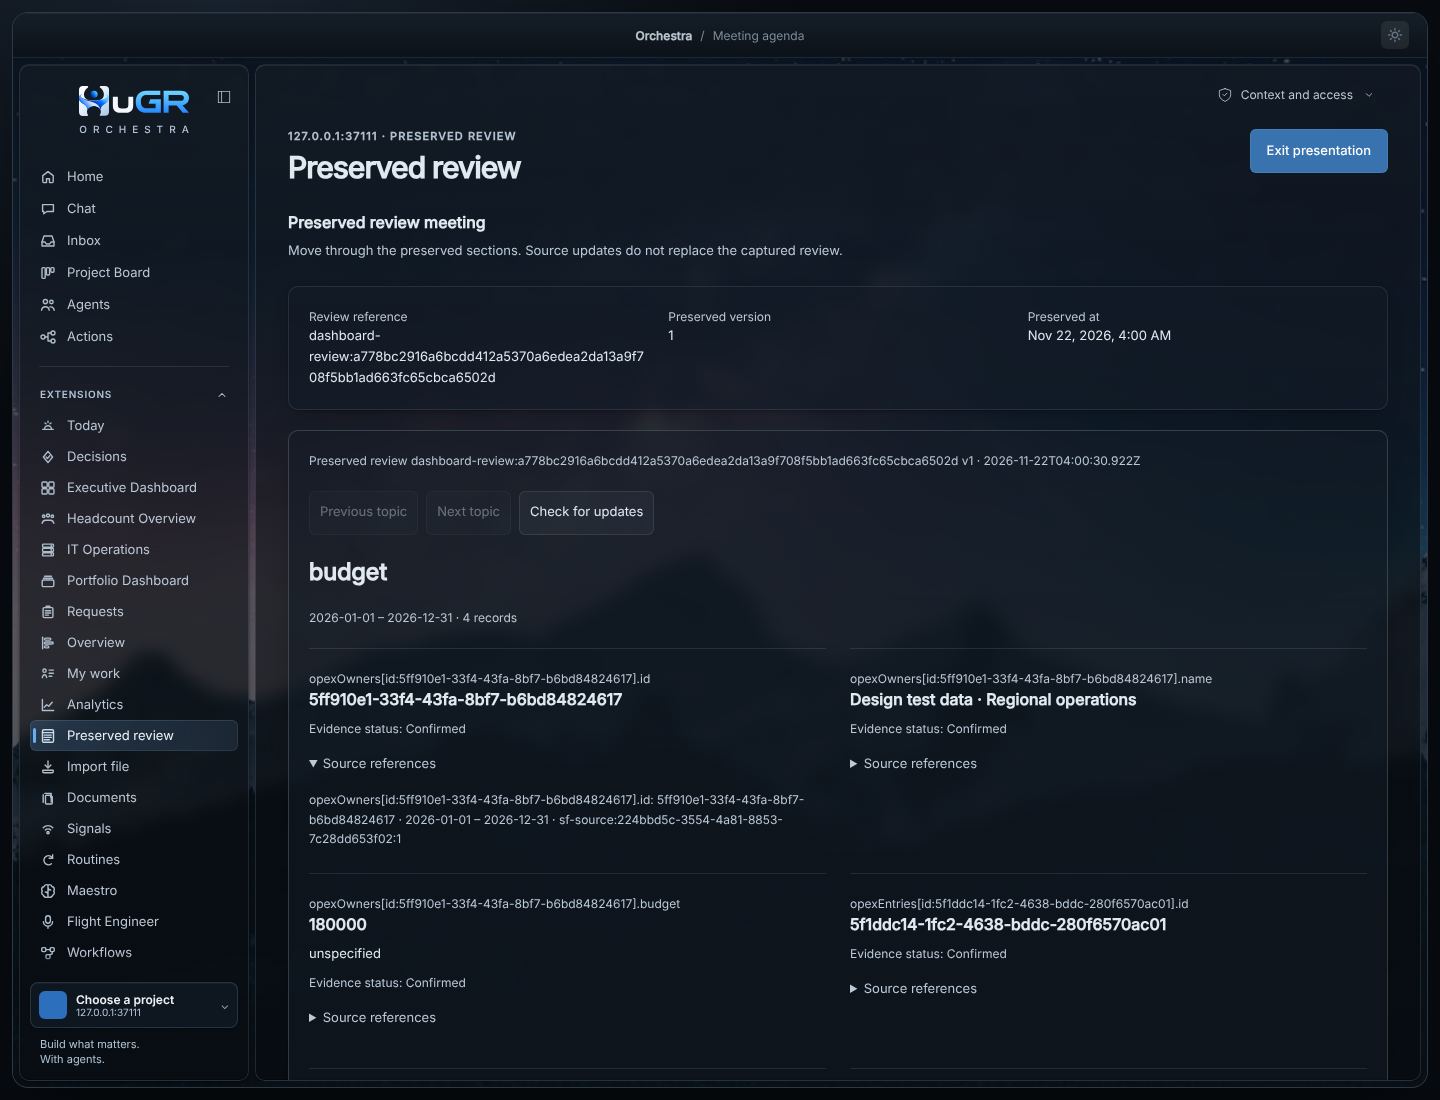 Orchestra / Meeting agenda
HuGR
ORCHESTRA
Home
Chat
Inbox
Project Board
Agents
Actions
EXTENSIONS
Today
Decisions
Executive Dashboard
Headcount Overview
IT Operations
Portfolio Dashboard
Requests
Overview
My work
Analytics
Preserved review
Import file
Documents
Signals
Routines
Maestro
Flight Engineer
Workflows
Choose a project
127.0.0.1:37111
Build what matters.
With agents.
Context and access
127.0.0.1:37111 · PRESERVED REVIEW
Preserved review
Exit presentation
Preserved review meeting
Move through the preserved sections. Source updates do not replace the captured review.
Review reference
dashboard-
review:a778bc2916a6bcdd412a5370a6edea2da13a9f7
08f5bb1ad663fc65cbca6502d
Preserved version
1
Preserved at
Nov 22, 2026, 4:00 AM
Preserved review dashboard-review:a778bc2916a6bcdd412a5370a6edea2da13a9f708f5bb1ad663fc65cbca6502d v1 · 2026-11-22T04:00:30.922Z
Previous topic
Next topic
Check for updates
budget
2026-01-01 – 2026-12-31 · 4 records
opexOwners[id:5ff910e1-33f4-43fa-8bf7-b6bd84824617].id
5ff910e1-33f4-43fa-8bf7-b6bd84824617
Evidence status: Confirmed
Source references
opexOwners[id:5ff910e1-33f4-43fa-8bf7-b6bd84824617].id: 5ff910e1-33f4-43fa-8bf7-
b6bd84824617 · 2026-01-01 – 2026-12-31 · sf-source:224bbd5c-3554-4a81-8853-
7c28dd653f02:1
opexOwners[id:5ff910e1-33f4-43fa-8bf7-b6bd84824617].name
Design test data · Regional operations
Evidence status: Confirmed
Source references
opexOwners[id:5ff910e1-33f4-43fa-8bf7-b6bd84824617].budget
180000
unspecified
Evidence status: Confirmed
Source references
opexEntries[id:5f1ddc14-1fc2-4638-bddc-280f6570ac01].id
5f1ddc14-1fc2-4638-bddc-280f6570ac01
Evidence status: Confirmed
Source references